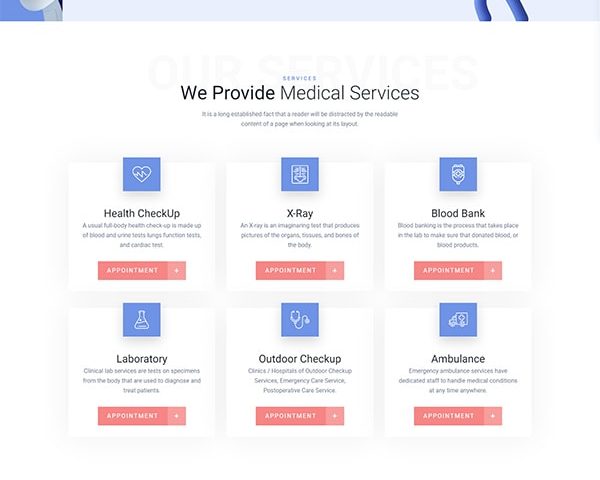 OUR SERVICES
SERVICES
We Provide Medical Services
It is a long established fact that a reader will be distracted by the readable
content of a page when looking at its layout.
Health CheckUp
A usual full-body health check-up is made up
of blood and urine tests lungs function tests,
and cardiac test.
APPOINTMENT +
X-Ray
An X-ray is an imaginaring test that produces
pictures of the organs, tissues, and bones of
the body.
APPOINTMENT +
Blood Bank
Blood banking is the process that takes place
in the lab to make sure that donated blood, or
blood products.
APPOINTMENT +
Laboratory
Clinical lab services are tests on specimens
from the body that are used to diagnose and
treat patients.
APPOINTMENT +
Outdoor Checkup
Clinics / Hospitals of Outdoor Checkup
Services, Emergency Care Service,
Postoperative Care Service.
APPOINTMENT +
Ambulance
Emergency ambulance services have
dedicated staff to handle medical conditions
at any time anywhere.
APPOINTMENT +